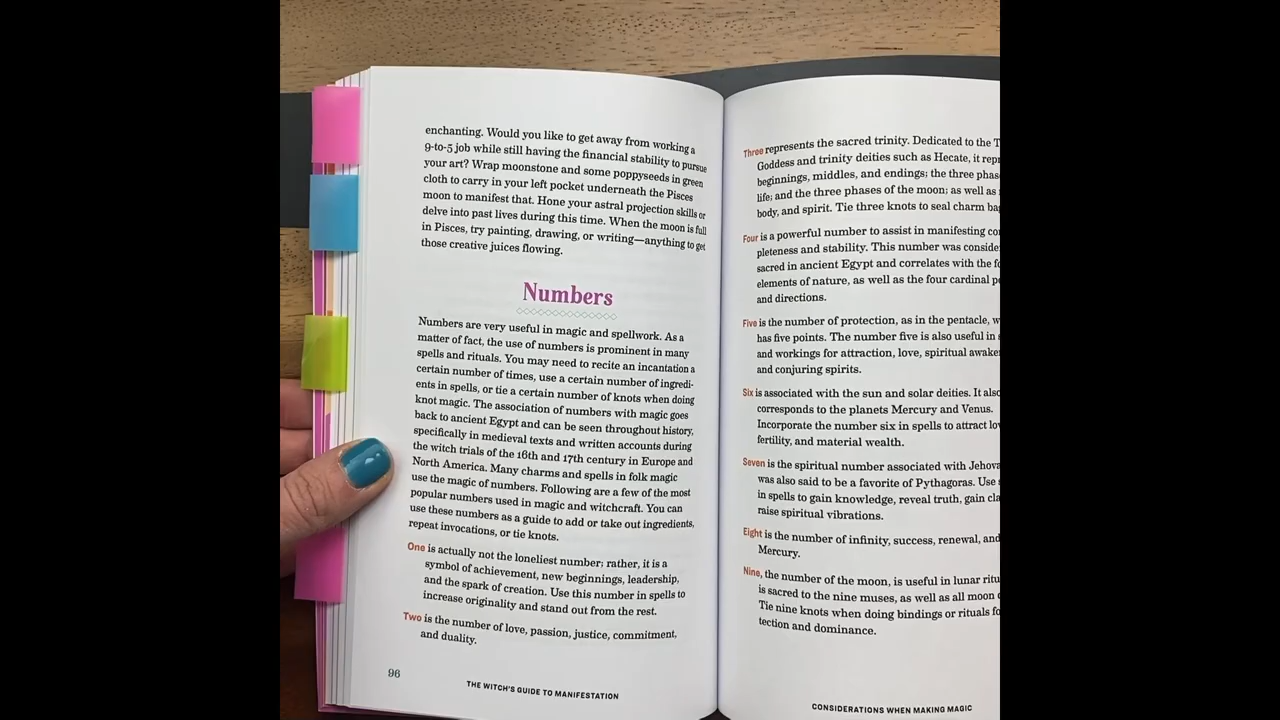 enchanting. Would you like to get away from working a
9-to-5 job while still having the financial stability to pursue
your art? Wrap moonstone and some poppyseeds in green
cloth to carry in your left pocket underneath the Pisces
moon to manifest that. Hone your astral projection skills or
delve into past lives during this time. When the moon is full
in Pisces, try painting, drawing, or writing—anything to get
those creative juices flowing.
Numbers
Numbers are very useful in magic and spellwork. As a
matter of fact, the use of numbers is prominent in many
spells and rituals. You may need to recite an incantation a
certain number of times, use a certain number of ingredi-
ents in spells, or tie a certain number of knots when doing
knot magic. The association of numbers with magic goes
back to ancient Egypt and can be seen throughout history,
specifically in medieval texts and written accounts during
the witch trials of the 16th and 17th century in Europe and
North America. Many charms and spells in folk magic
use the magic of numbers. Following are a few of the most
popular numbers used in magic and witchcraft. You can
use these numbers as a guide to add or take out ingredients,
repeat invocations, or tie knots.
One is actually not the loneliest number; rather, it is a
symbol of achievement, new beginnings, leadership,
and the spark of creation. Use this number in spells to
increase originality and stand out from the rest.
Two is the number of love, passion, justice, commitment,
and duality.
96
THE WITCH'S GUIDE TO MANIFESTATION
Three represents the sacred trinity. Dedicated to the
Goddess and trinity deities such as Hecate, it
beginnings, middles, and endings; the three
life; and the three phases of the moon; as well as
body, and spirit. Tie three knots to seal charm
Four is a powerful number to assist in manifesting
pleteness and stability. This number was
sacred in ancient Egypt and correlates with the
elements of nature, as well as the four cardinal
and directions.
Five is the number of protection, as in the pentacle,
has five points. The number five is also useful in
and workings for attraction, love, spiritual
and conjuring spirits.
Six is associated with the sun and solar deities. It
corresponds to the planets Mercury and Venus.
Incorporate the number six in spells to attract
fertility, and material wealth.
Seven is the spiritual number associated with
was also said to be a favorite of Pythagoras. Use
in spells to gain knowledge, reveal truth, gain
raise spiritual vibrations.
Eight is the number of infinity, success, renewal, and
Mercury.
Nine, the number of the moon, is useful in lunar
is sacred to the nine muses, as well as all moon
Tie nine knots when doing bindings or rituals
tection and dominance.
CONSIDERATIONS WHEN MAKING MAGIC